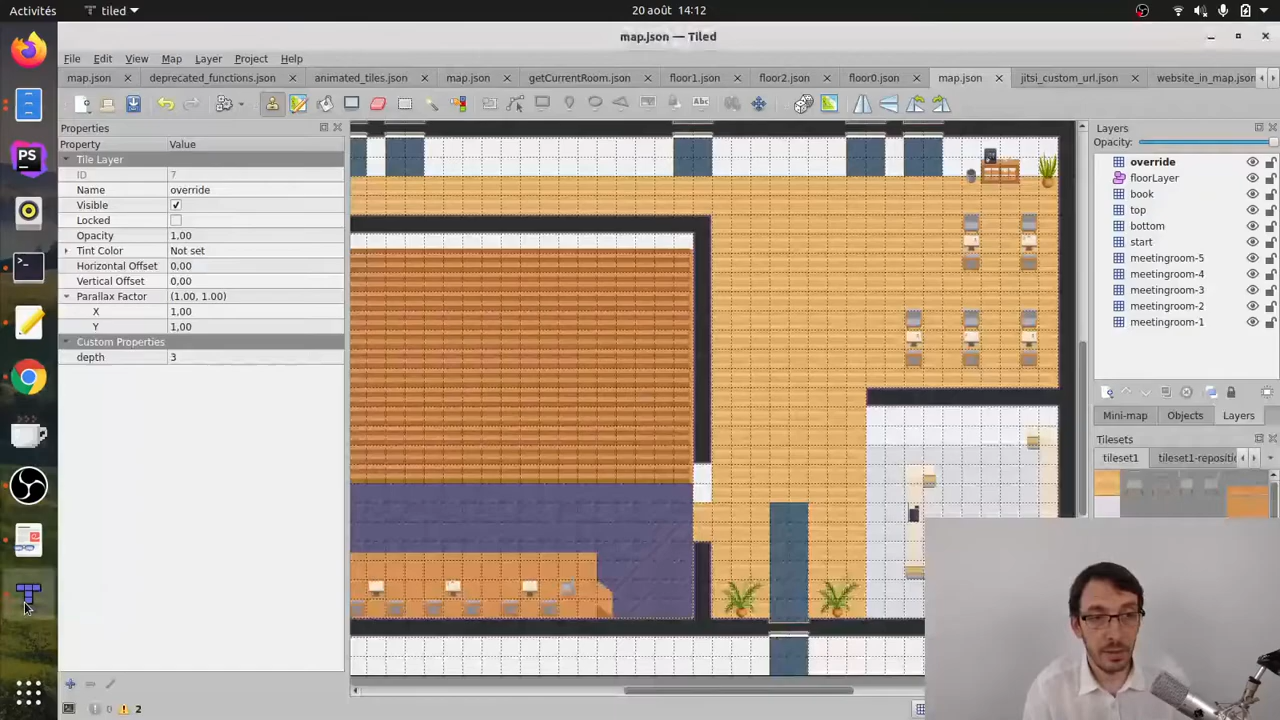 Activités
tiled
20 août 14:12
map.json — Tiled
File Edit View Map Layer Project Help
map.json deprecated_functions.json animated_tiles.json map.json getCurrentRoom.json floor1.json floor2.json floor0.json map.json jitsi_custom_url.json website_in_map.json
Abc
Properties
Property Value
Tile Layer
ID 7
Name override
Visible
Locked
Opacity 1,00
Tint Color Not set
Horizontal Offset 0,00
Vertical Offset 0,00
Parallax Factor (1.00, 1.00)
X 1,00
Y 1,00
Custom Properties
depth 3
0 2
Layers
Opacity:
override
floorLayer
book
top
bottom
start
meetingroom-5
meetingroom-4
meetingroom-3
meetingroom-2
meetingroom-1
Mini-map Objects Layers
Tilesets
tileset1 tileset1-repositi
PS